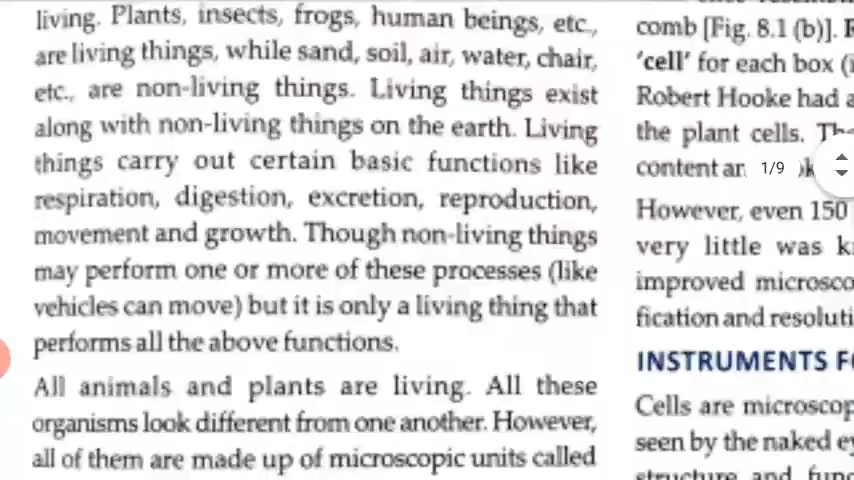 living. Plants, insects, frogs, human beings, etc.,
are living things, while sand, soil, air, water, chair,
etc., are non-living things. Living things exist
along with non-living things on the earth. Living
things carry out certain basic functions like
respiration, digestion, excretion, reproduction,
movement and growth. Though non-living things
may perform one or more of these processes (like
vehicles can move) but it is only a living thing that
performs all the above functions.
All animals and plants are living. All these
organisms look different from one another. However,
all of them are made up of microscopic units called
comb [Fig. 8.1 (b)].
'cell' for each box
Robert Hooke had
the plant cells.
content
1/9
However, even 150
very little was
improved
fication and
INSTRUMENTS
Cells are
seen by the naked
structure and